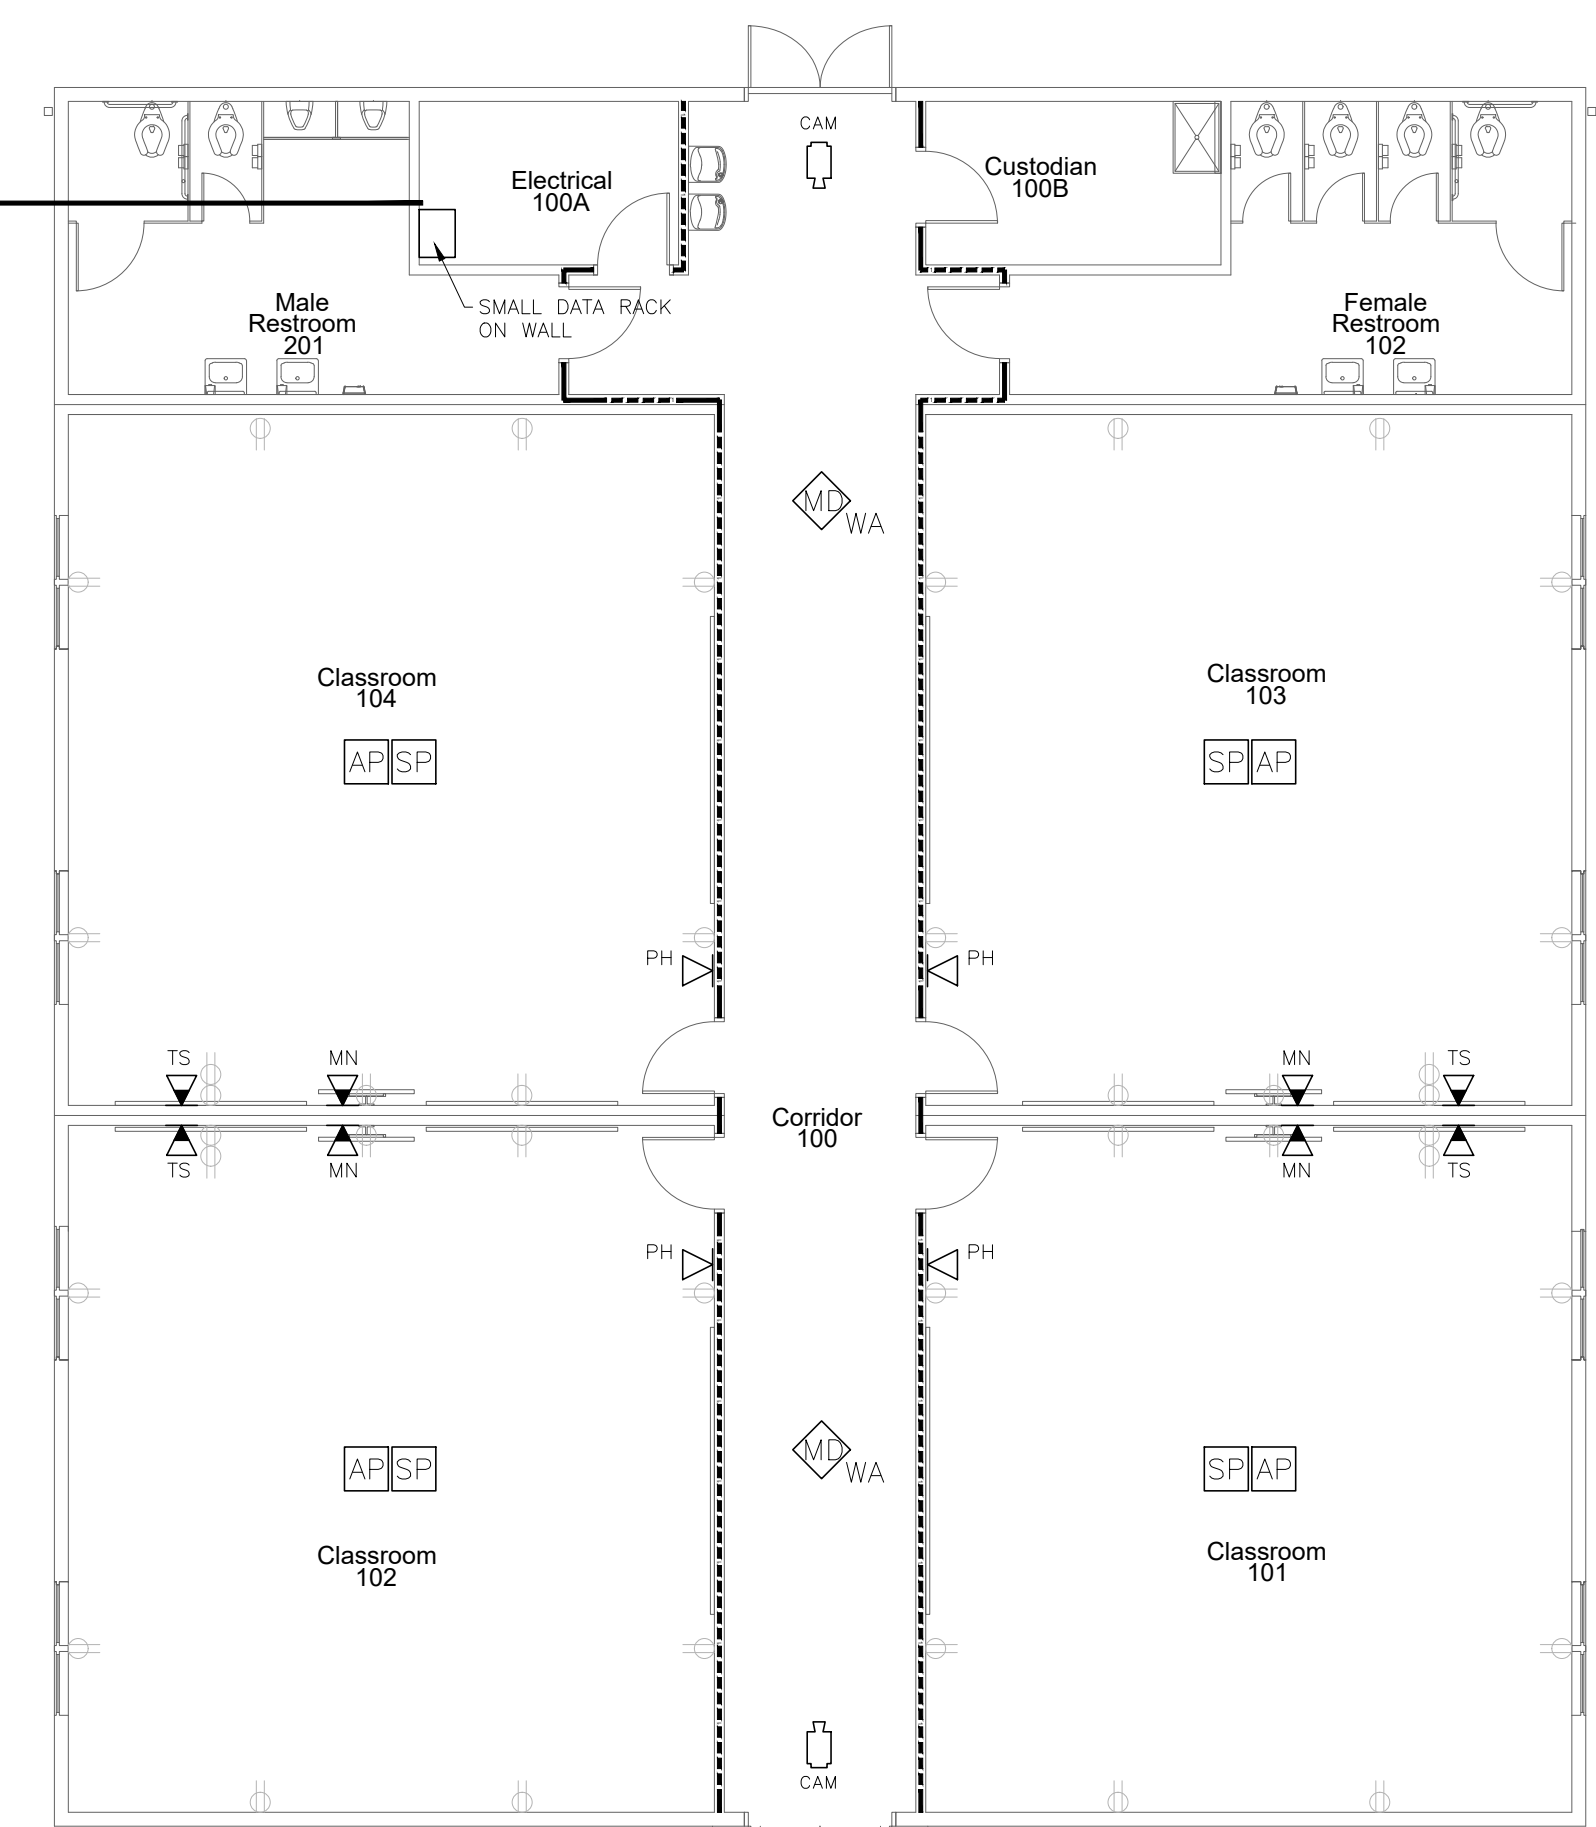 CAM
Electrical
100A
Custodian
100B
SMALL DATA RACK
ON WALL
Male
Restroom
201
Female
Restroom
102
MD
WA
Classroom
104
Classroom
103
AP SP
SP AP
PH
PH
TS
MN
MN
TS
Corridor
100
TS
MN
MN
TS
PH
PH
MD
WA
AP SP
SP AP
Classroom
102
Classroom
101
CAM